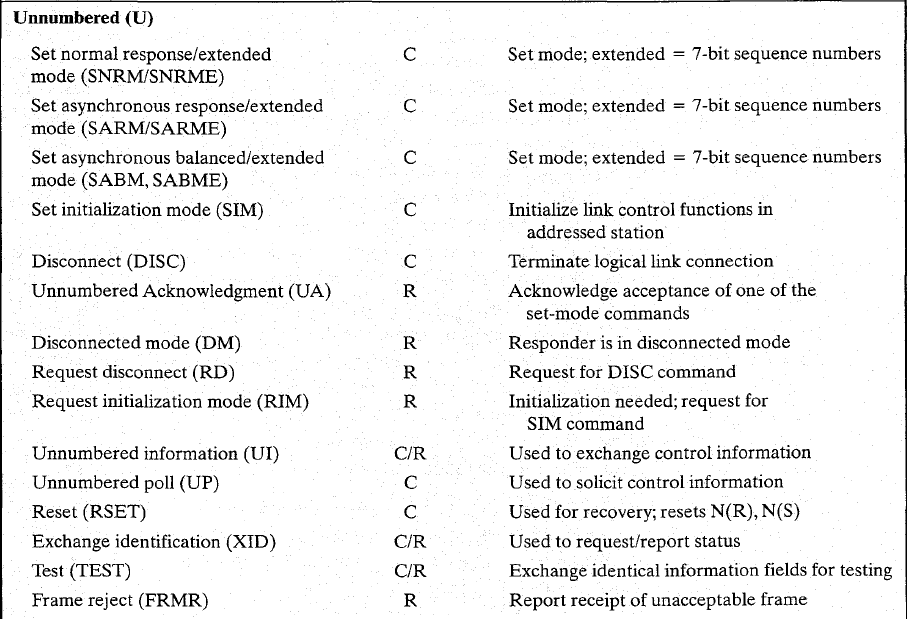 Unnumbered (U)
Set normal response/extended C Set mode; extended = 7-bit sequence numbers
mode (SNRM/SNRME)
Set asynchronous response/extended C Set mode; extended = 7-bit sequence numbers
mode (SARM/SARME)
Set asynchronous balanced/extended C Set mode; extended = 7-bit sequence numbers
mode (SABM, SABME)
Set initialization mode (SIM) C Initialize link control functions in
addressed station
Disconnect (DISC) C Terminate logical link connection
Unnumbered Acknowledgment (UA) R Acknowledge acceptance of one of the
set-mode commands
Disconnected mode (DM) R Responder is in disconnected mode
Request disconnect (RD) R Request for DISC command
Request initialization mode (RIM) R Initialization needed; request for
SIM command
Unnumbered information (UI) C/R Used to exchange control information
Unnumbered poll (UP) C Used to solicit control information
Reset (RSET) C Used for recovery; resets N(R), N(S)
Exchange identification (XID) C/R Used to request/report status
Test (TEST) C/R Exchange identical information fields for testing
Frame reject (FRMR) R Report receipt of unacceptable frame